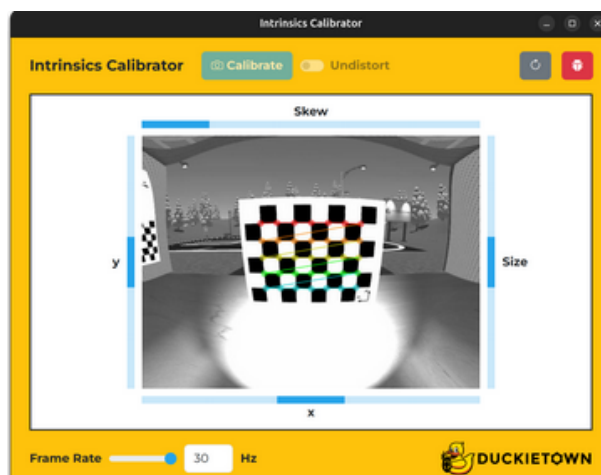 Intrinsics Calibrator
Intrinsics Calibrator Calibrate Undistort
Skew
y
Size
x
Frame Rate 30 Hz
DUCKIETOWN